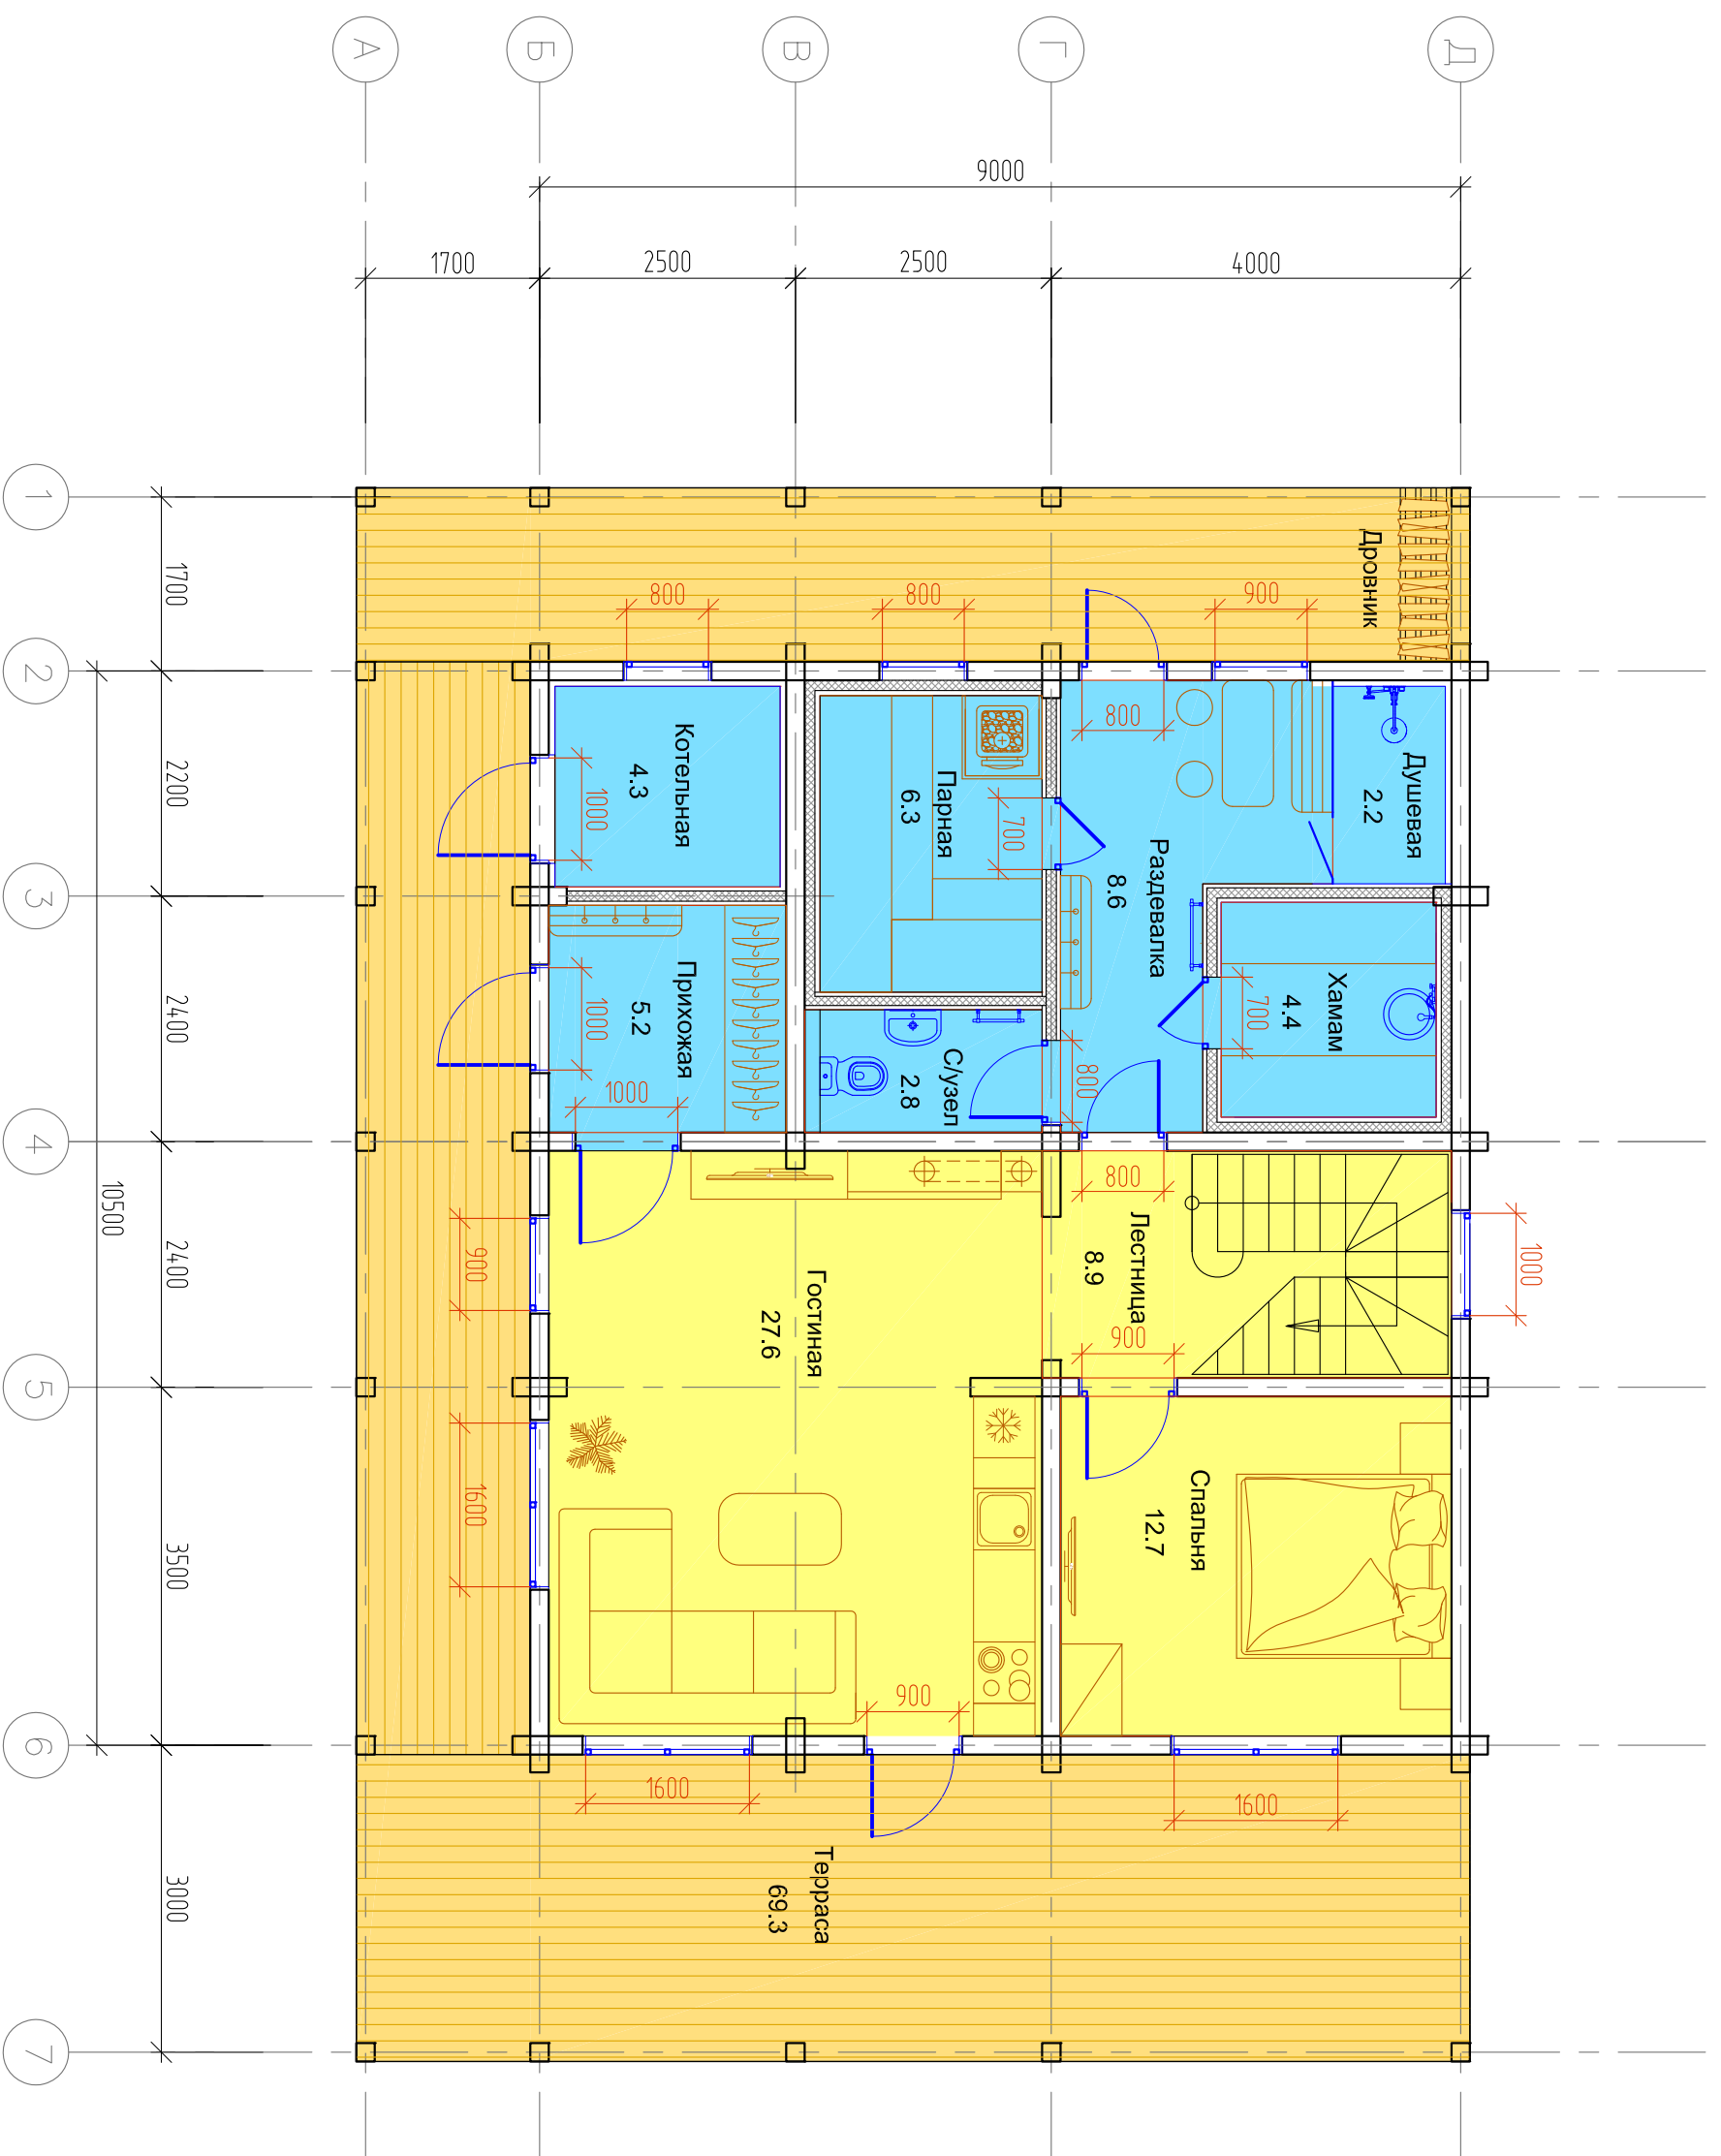 А
Б
В
Г
Д
9000
1700
2500
2500
4000
1
2
3
4
5
6
7
1700
2200
2400
2400
3500
3000
10500
Дровник
800
800
900
800
Душевая
2.2
Котельная
4.3
1000
Парная
6.3
700
Раздевалка
8.6
Хамам
4.4
700
Прихожая
5.2
1000
1000
С/узел
2.8
800
800
Лестница
8.9
900
1000
Гостиная
27.6
900
1600
Спальня
12.7
900
1600
1600
Терраса
69.3